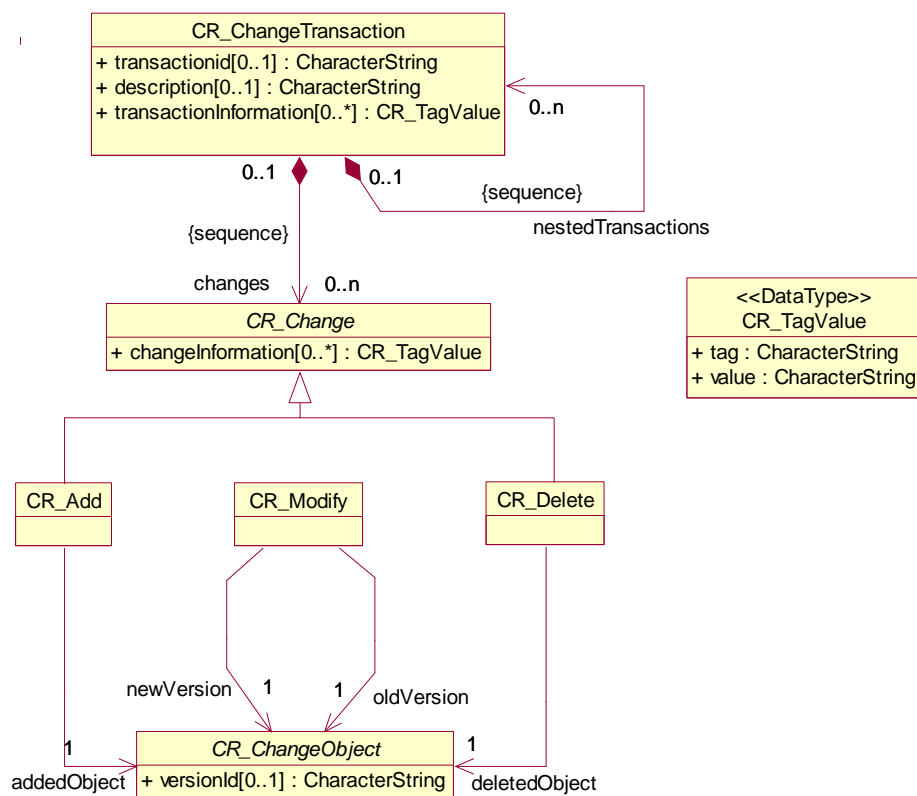 CR_ChangeTransaction
+ transactionid[0..1] : CharacterString
+ description[0..1] : CharacterString
+ transactionInformation[0..*] : CR_TagValue
0..n
0..1
0..1
{sequence}
nestedTransactions
{sequence}
changes
0..n
CR_Change
+ changeInformation[0..*] : CR_TagValue
<<DataType>>
CR_TagValue
+ tag : CharacterString
+ value : CharacterString
CR_Add
CR_Modify
CR_Delete
newVersion
1
1
oldVersion
1
addedObject
CR_ChangeObject
+ versionId[0..1] : CharacterString
1
deletedObject